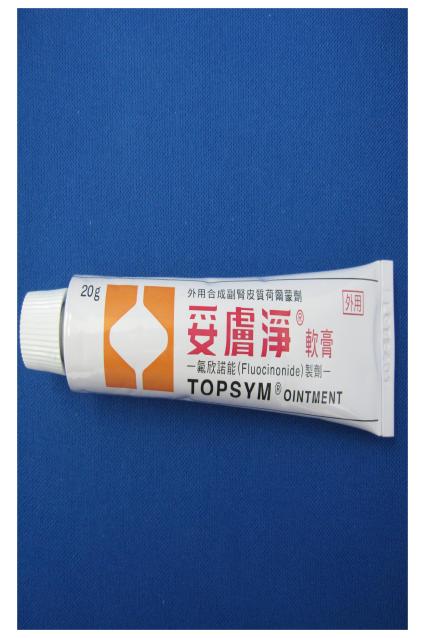 20g
外用合成副腎皮質荷爾蒙劑
外用
妥膚淨® 軟膏
—氟欣諾能(Fluocinonide)製劑—
TOPSYM® OINTMENT